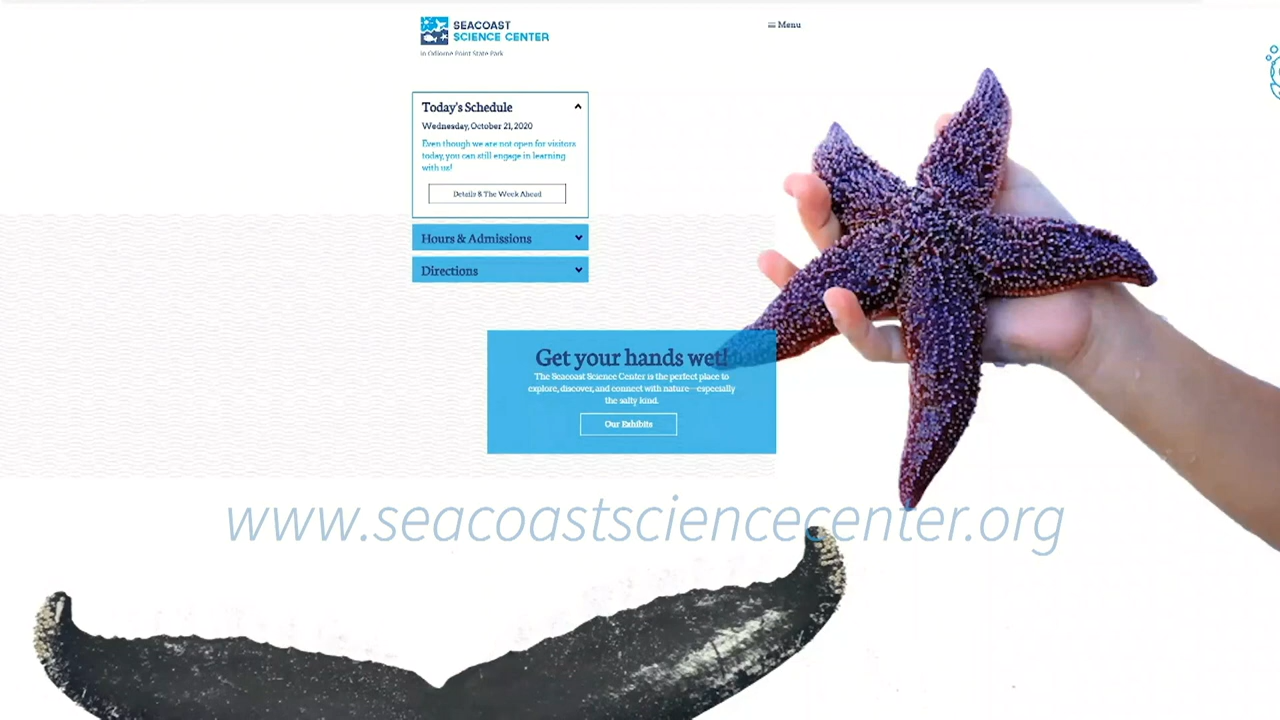 SEACOAST
SCIENCE CENTER
in Odiorne Point State Park
Menu
Today's Schedule
Wednesday, October 21, 2020
Even though we are not open for visitors
today, you can still engage in learning
with us!
Details & The Week Ahead
Hours & Admissions
Directions
Get your hands wet!
The Seacoast Science Center is the perfect place to
explore, discover, and connect with nature—especially
the salty kind.
Our Exhibits
www.seacoastsciencecenter.org